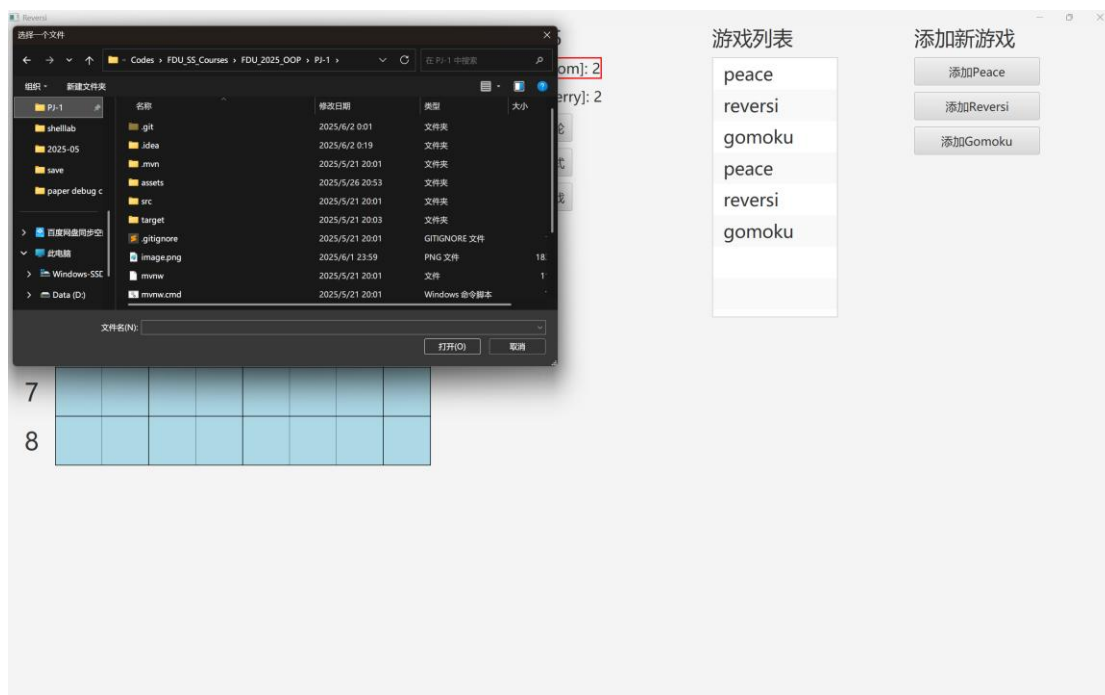 Reversi
选择一个文件
Codes › FDU_SS_Courses › FDU_2025_OOP › PJ-1 ›
在 PJ-1 中搜索
组织
新建文件夹
PJ-1
shelllab
2025-05
save
paper debug c
百度网盘同步空
此电脑
Windows-SSD
Data (D:)
名称 修改日期 类型 大小
.git 2025/6/2 0:01 文件夹
.idea 2025/6/2 0:19 文件夹
.mvn 2025/5/21 20:01 文件夹
assets 2025/5/26 20:53 文件夹
src 2025/5/21 20:01 文件夹
target 2025/5/21 20:03 文件夹
.gitignore 2025/5/21 20:01 GITIGNORE 文件
image.png 2025/6/1 23:59 PNG 文件 18
mvnw 2025/5/21 20:01 文件 1
mvnw.cmd 2025/5/21 20:01 Windows 命令脚本
文件名(N):
打开(O) 取消
om]: 2
erry]: 2
游戏列表
peace
reversi
gomoku
peace
reversi
gomoku
添加新游戏
添加Peace
添加Reversi
添加Gomoku
7
8